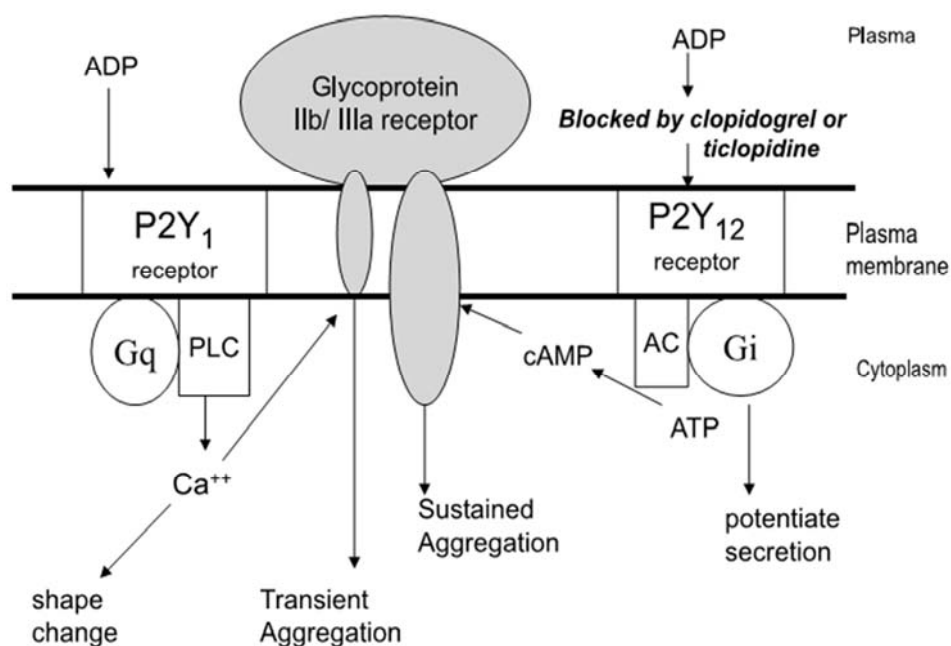 Plasma
ADP
ADP
Glycoprotein
IIb/ IIIa receptor
Blocked by clopidogrel or
ticlopidine
P2Y1
receptor
P2Y12
receptor
Plasma
membrane
Gq
PLC
cAMP
AC
Gi
Cytoplasm
ATP
Ca++
Sustained
Aggregation
potentiate
secretion
shape
change
Transient
Aggregation